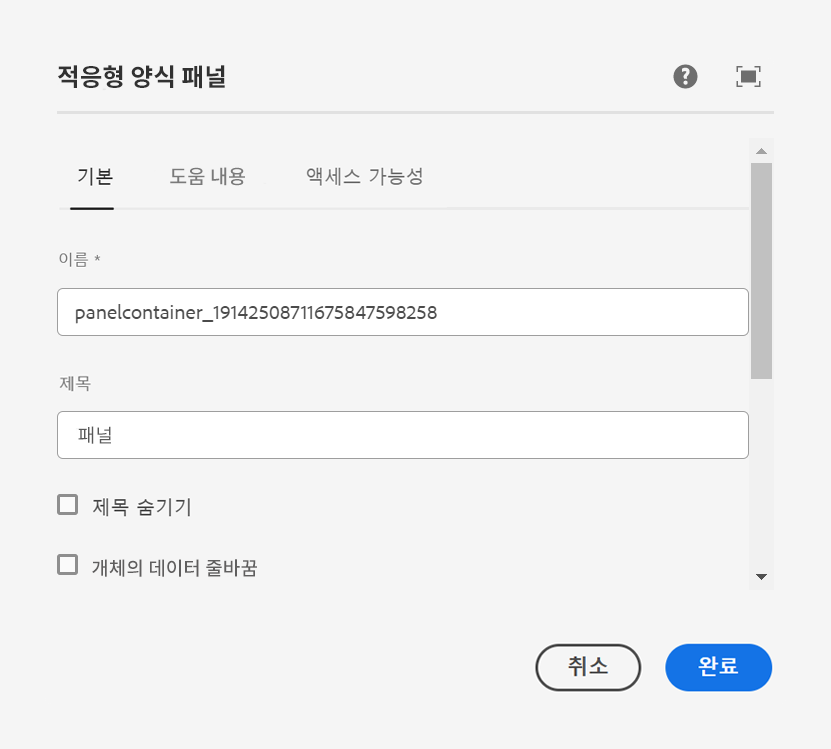 적응형 양식 패널
기본 도움 내용 액세스 가능성
이름 *
panelcontainer_19142508711675847598258
제목
패널
제목 숨기기
개체의 데이터 줄바꿈
취소 완료